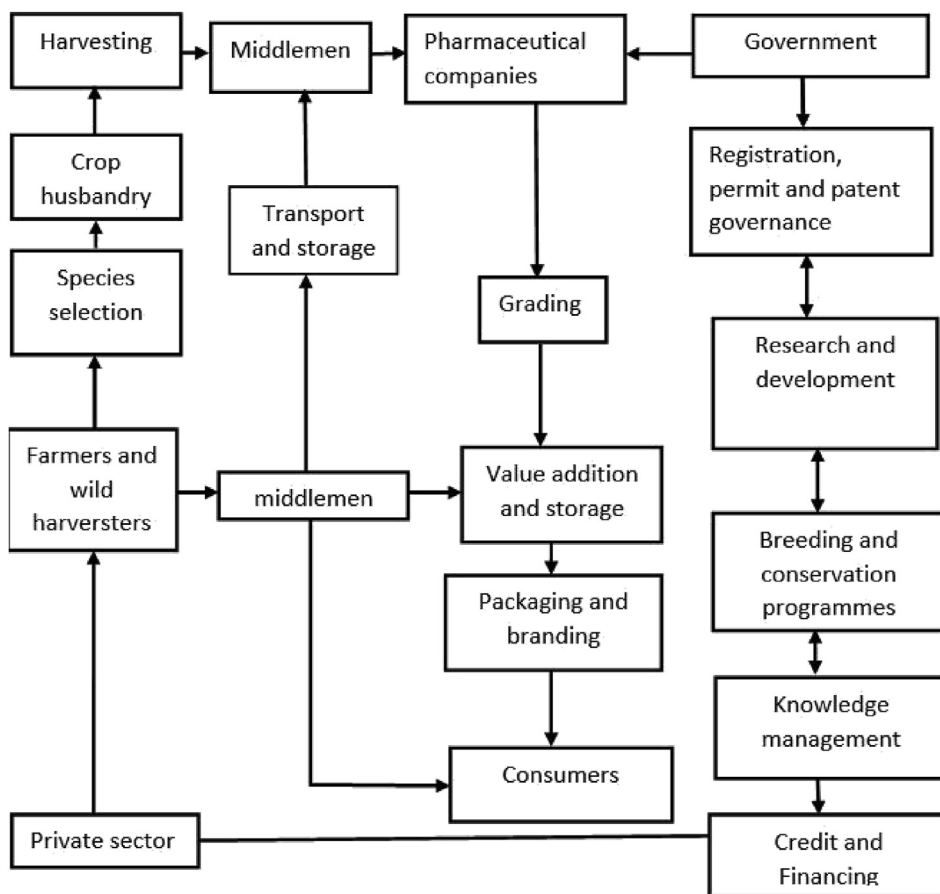 Harvesting
Middlemen
Pharmaceutical
companies
Government
Crop
husbandry
Transport
and storage
Registration,
permit and patent
governance
Species
selection
Grading
Research and
development
Farmers and
wild
harversters
middlemen
Value addition
and storage
Breeding and
conservation
programmes
Packaging and
branding
Knowledge
management
Consumers
Private sector
Credit and
Financing